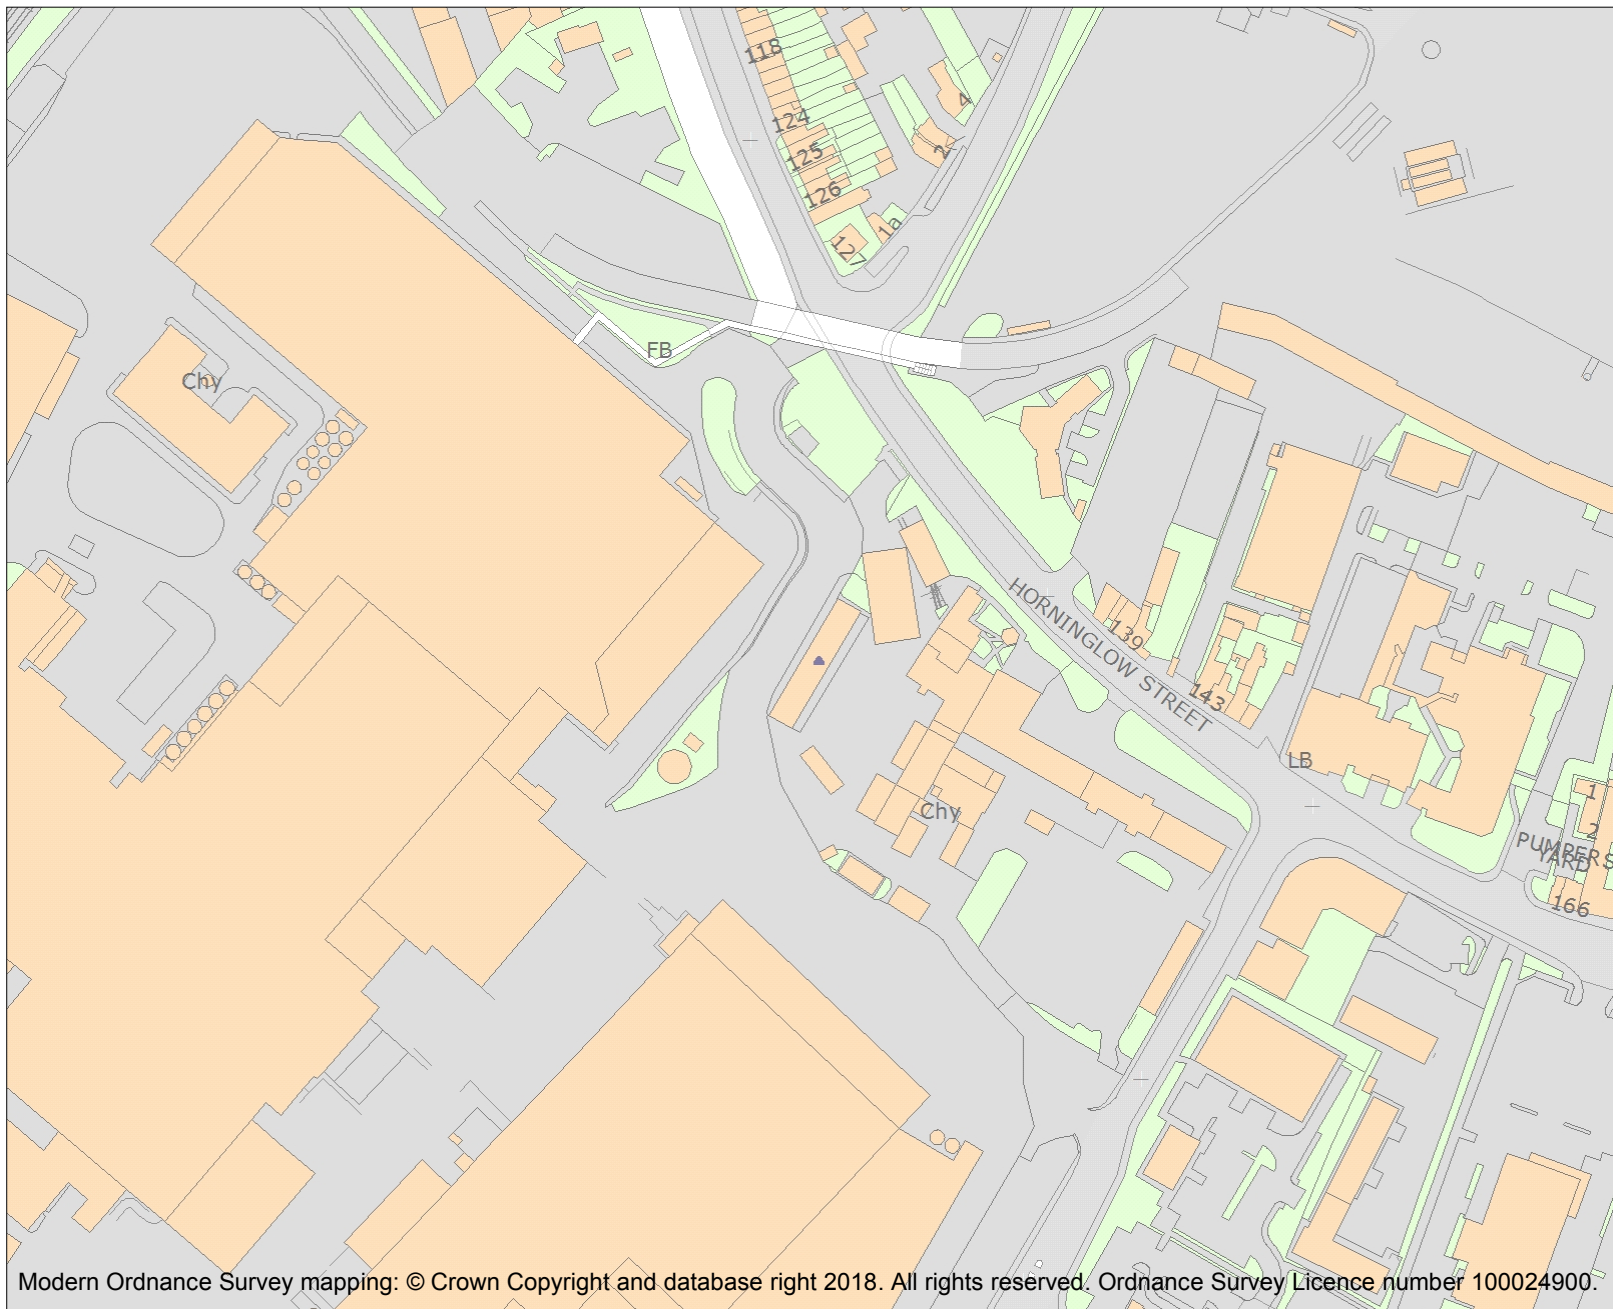 118
124
125
126
127
1a
2
4
FB
Chy
HORNINGLOW STREET
139
143
LB
Chy
1
2
PUMPERS
YARD
166
Modern Ordnance Survey mapping: © Crown Copyright and database right 2018. All rights reserved. Ordnance Survey Licence number 100024900.